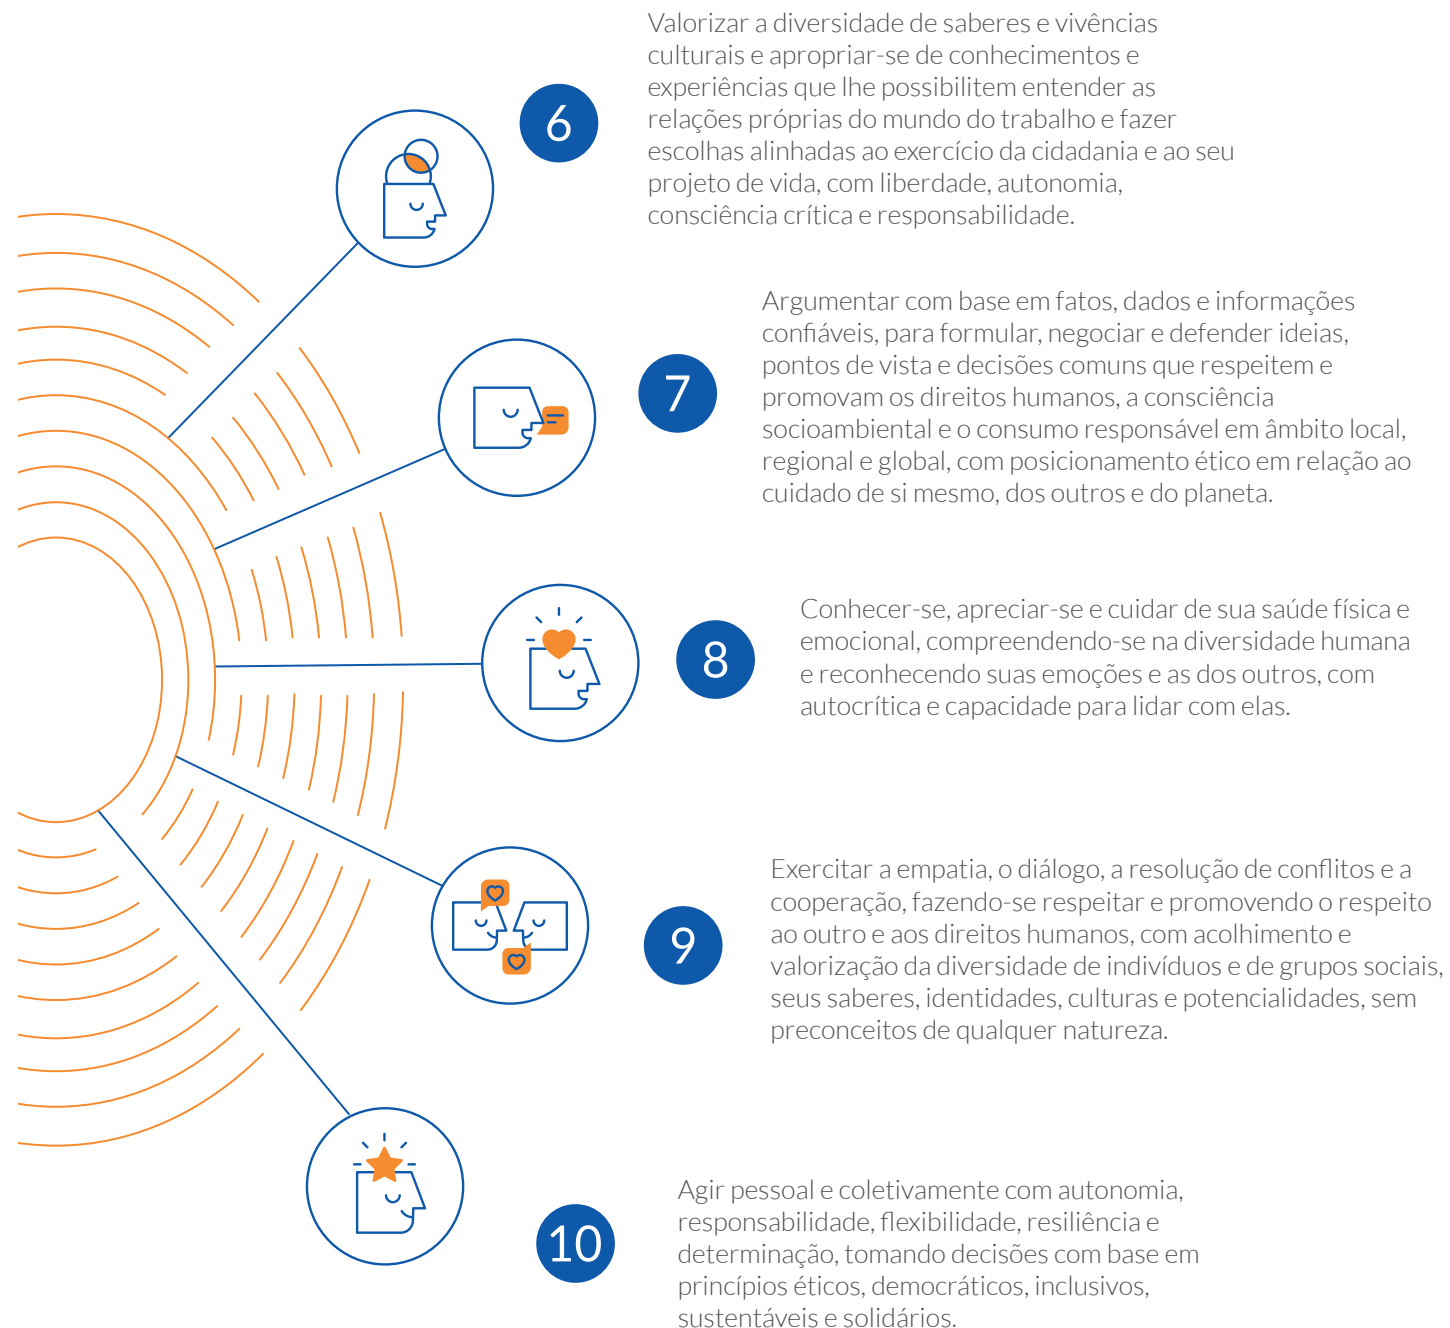 6
Valorizar a diversidade de saberes e vivências
culturais e apropriar-se de conhecimentos e
experiências que lhe possibilitem entender as
relações próprias do mundo do trabalho e fazer
escolhas alinhadas ao exercício da cidadania e ao seu
projeto de vida, com liberdade, autonomia,
consciência crítica e responsabilidade.
7
Argumentar com base em fatos, dados e informações
confiáveis, para formular, negociar e defender ideias,
pontos de vista e decisões comuns que respeitem e
promovam os direitos humanos, a consciência
socioambiental e o consumo responsável em âmbito local,
regional e global, com posicionamento ético em relação ao
cuidado de si mesmo, dos outros e do planeta.
8
Conhecer-se, apreciar-se e cuidar de sua saúde física e
emocional, compreendendo-se na diversidade humana
e reconhecendo suas emoções e as dos outros, com
autocrítica e capacidade para lidar com elas.
9
Exercitar a empatia, o diálogo, a resolução de conflitos e a
cooperação, fazendo-se respeitar e promovendo o respeito
ao outro e aos direitos humanos, com acolhimento e
valorização da diversidade de indivíduos e de grupos sociais,
seus saberes, identidades, culturas e potencialidades, sem
preconceitos de qualquer natureza.
10
Agir pessoal e coletivamente com autonomia,
responsabilidade, flexibilidade, resiliência e
determinação, tomando decisões com base em
princípios éticos, democráticos, inclusivos,
sustentáveis e solidários.